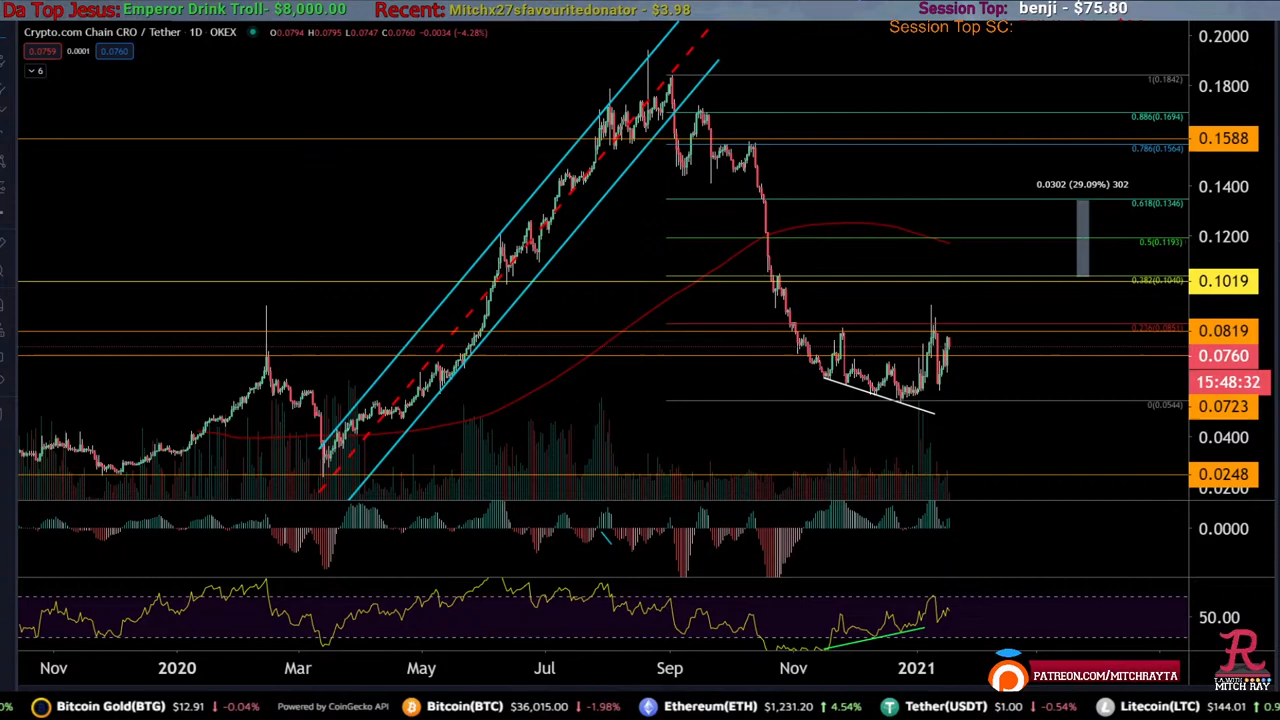 Da Top Jesus: Emperor Drink Troll- $8,000.00
Recent: Mitchx27sfavouritedonator - $3.98
Session Top: benji - $75.80
Session Top SC:
Crypto.com Chain CRO / Tether · 1D · OKEX O0.0794 H0.0795 L0.0747 C0.0760 -0.0034 (-4.28%)
0.0759 0.0001 0.0760
6
0.2000
1(0.1842)
0.1800
0.886(0.1694)
0.1588
0.786(0.1564)
0.0302 (29.09%) 302
0.1400
0.618(0.1346)
0.1200
0.5(0.1193)
0.382(0.1040)
0.1019
0.236(0.0851)
0.0819
0.0760
15:48:32
0(0.0544)
0.0723
0.0400
0.0248
0.0200
0.0000
50.00
Nov 2020 Mar May Jul Sep Nov 2021
PATREON.COM/MITCHRAYTA
T.A WITH
MITCH RAY
Bitcoin Gold(BTG) $12.91 -0.04% Powered by CoinGecko API Bitcoin(BTC) $36,015.00 -1.98% Ethereum(ETH) $1,231.20 4.54% Tether(USDT) $1.00 -0.54% Litecoin(LTC) $144.01